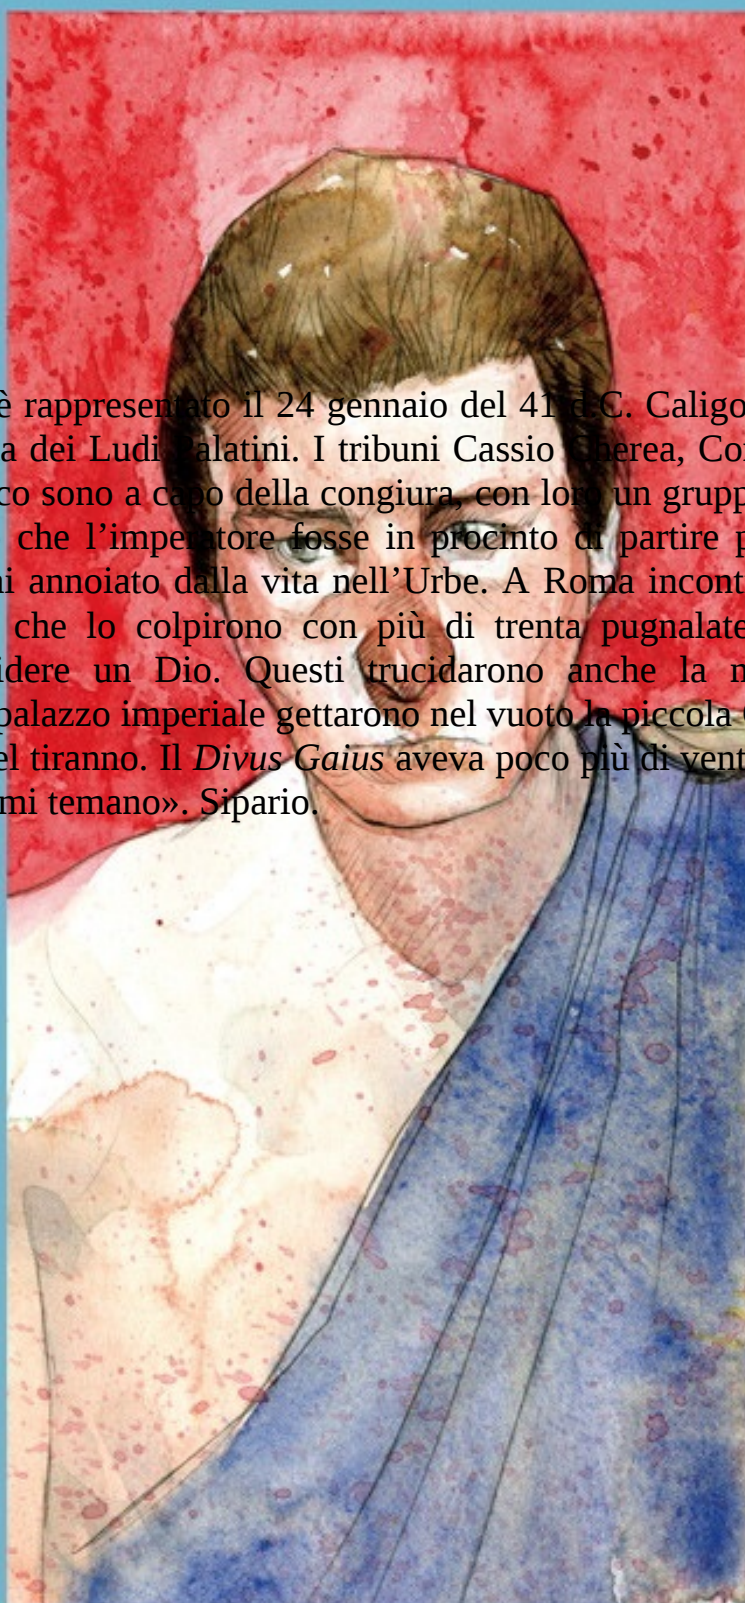 è rappresentato il 24 gennaio del 41 d.C. Caligo
a dei Ludi Palatini. I tribuni Cassio Cherea, Cor
co sono a capo della congiura, con loro un grupp
che l’imperatore fosse in procinto di partire p
ni annoiato dalla vita nell’Urbe. A Roma incont
che lo colpirono con più di trenta pugnalate
idere un Dio. Questi trucidarono anche la m
palazzo imperiale gettarono nel vuoto la piccola
el tiranno. Il Divus Gaius aveva poco più di vent
mi temano». Sipario.